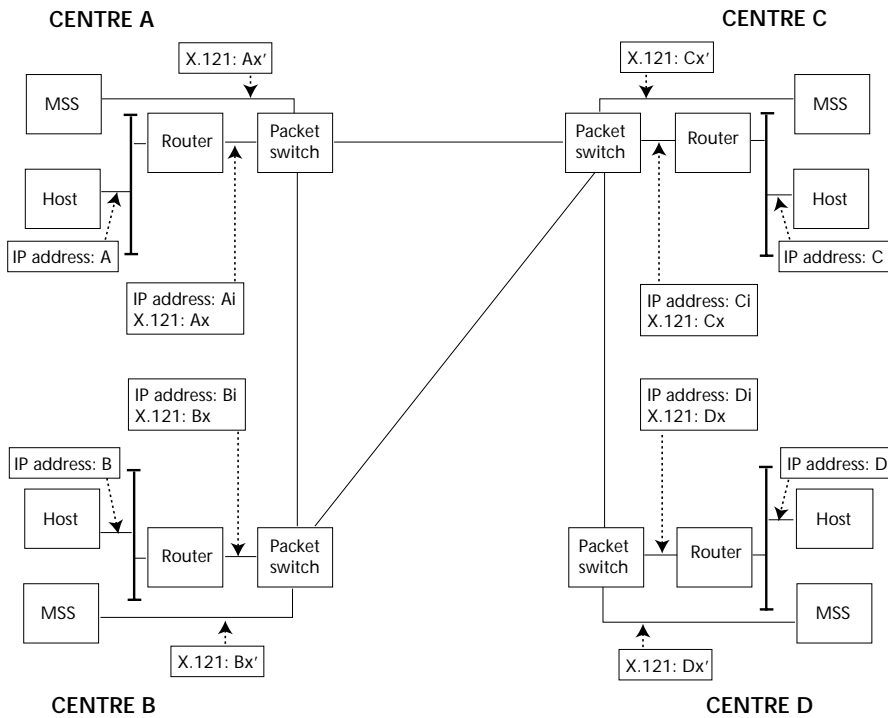 CENTRE A
CENTRE C
X.121: Ax′
X.121: Cx′
MSS
MSS
Router
Packet
switch
Packet
switch
Router
Host
Host
IP address: A
IP address: C
IP address: Ai
X.121: Ax
IP address: Ci
X.121: Cx
IP address: Bi
X.121: Bx
IP address: Di
X.121: Dx
IP address: B
IP address: D
Host
Host
Router
Packet
switch
Packet
switch
Router
MSS
MSS
X.121: Bx′
X.121: Dx′
CENTRE B
CENTRE D